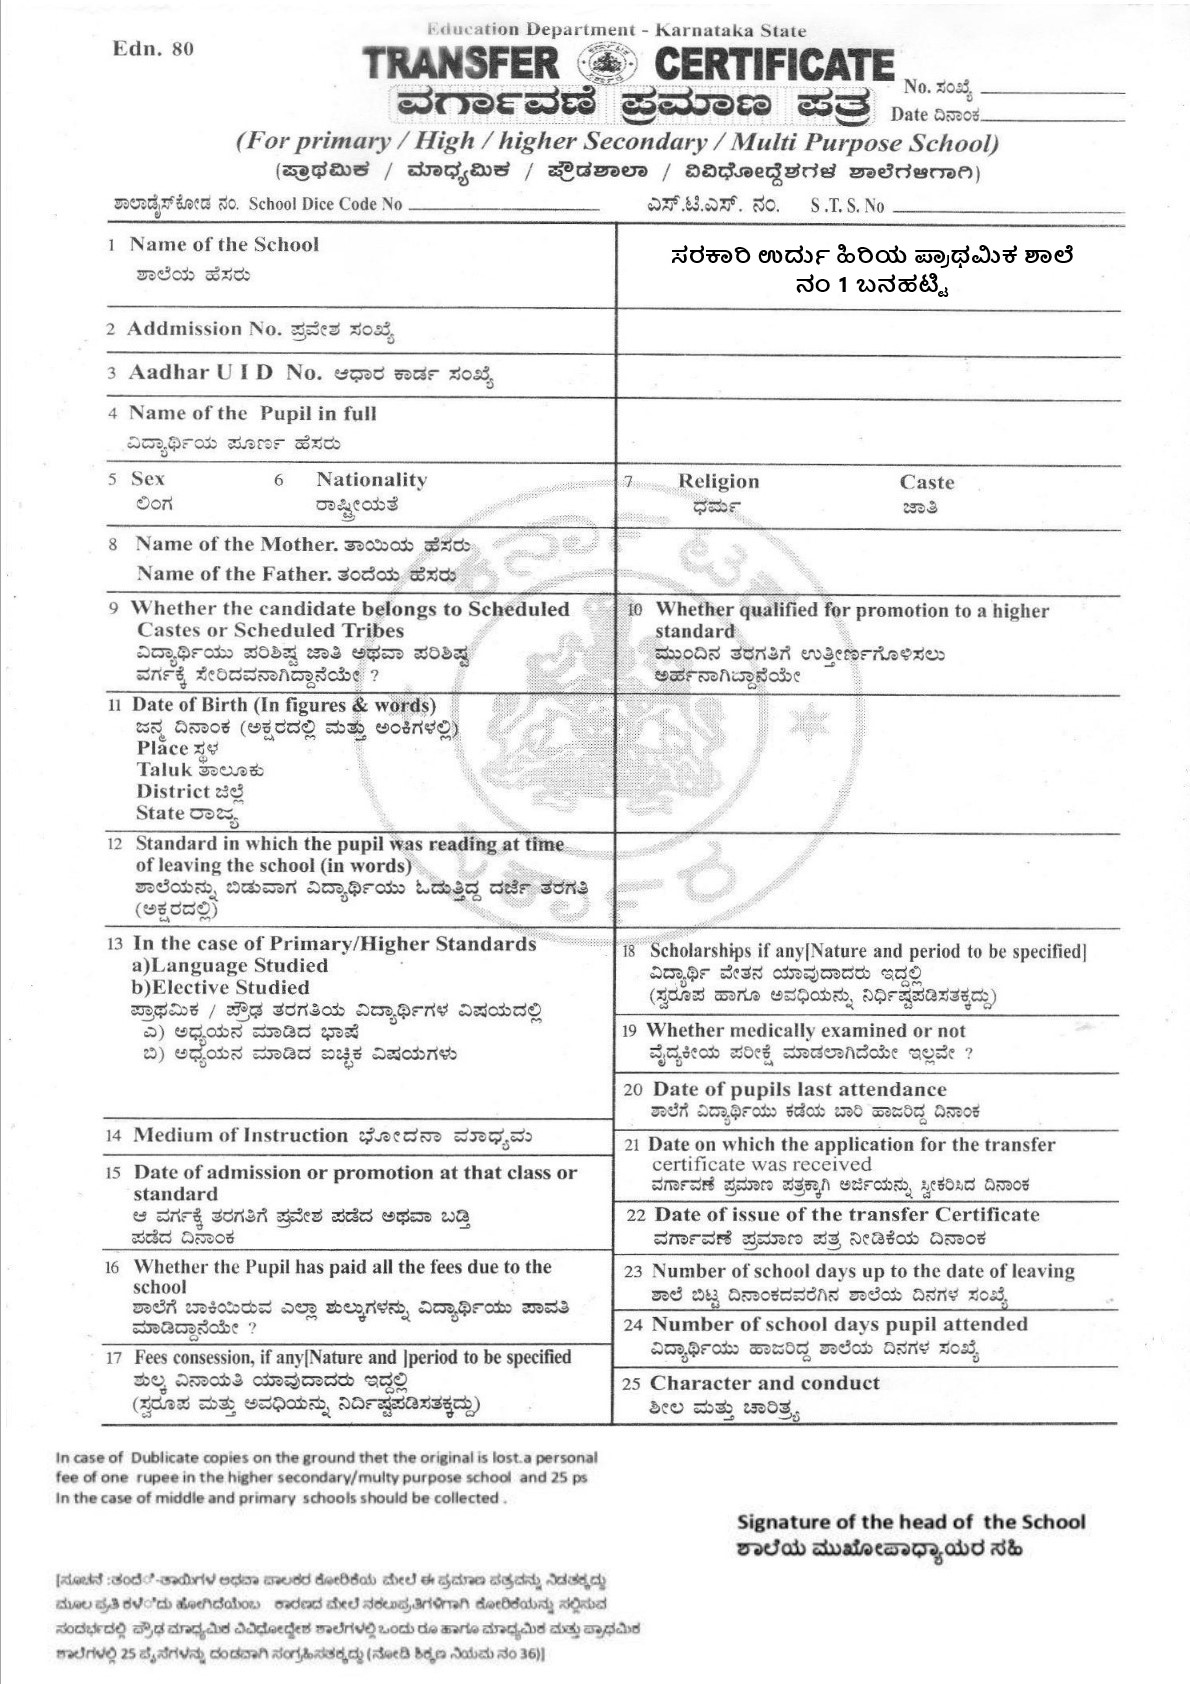 Education Department - Karnataka State
Edn. 80
TRANSFER CERTIFICATE
ವರ್ಗಾವಣೆ ಪ್ರಮಾಣ ಪತ್ರ
No. ಸಂಖ್ಯೆ
Date ದಿನಾಂಕ
(For primary / High / higher Secondary / Multi Purpose School)
(ಪ್ರಾಥಮಿಕ / ಮಾಧ್ಯಮಿಕ / ಪ್ರೌಢಶಾಲಾ / ವಿವಿಧೋದ್ದೆಶಗಳ ಶಾಲೆಗಳಿಗಾಗಿ)
ಶಾಲಾಡೈಸ್‌ಕೋಡ ನಂ. School Dice Code No
ಎಸ್.ಟಿ.ಎಸ್. ನಂ. S .T. S. No
1 Name of the School
ಶಾಲೆಯ ಹೆಸರು
ಸರಕಾರಿ ಉರ್ದು ಹಿರಿಯ ಪ್ರಾಥಮಿಕ ಶಾಲೆ
ನಂ 1 ಬನಹಟ್ಟಿ
2 Addmission No. ಪ್ರವೇಶ ಸಂಖ್ಯೆ
3 Aadhar U I D No. ಆಧಾರ ಕಾರ್ಡ ಸಂಖ್ಯೆ
4 Name of the Pupil in full
ವಿದ್ಯಾರ್ಥಿಯ ಪೂರ್ಣ ಹೆಸರು
5 Sex 6 Nationality 7 Religion Caste
ಲಿಂಗ ರಾಷ್ಟ್ರೀಯತೆ ಧರ್ಮ ಜಾತಿ
8 Name of the Mother. ತಾಯಿಯ ಹೆಸರು
Name of the Father. ತಂದೆಯ ಹೆಸರು
9 Whether the candidate belongs to Scheduled
Castes or Scheduled Tribes
ವಿದ್ಯಾರ್ಥಿಯು ಪರಿಶಿಷ್ಟ ಜಾತಿ ಅಥವಾ ಪರಿಶಿಷ್ಟ
ವರ್ಗಕ್ಕೆ ಸೇರಿದವನಾಗಿದ್ದಾನೆಯೇ ?
10 Whether qualified for promotion to a higher
standard
ಮುಂದಿನ ತರಗತಿಗೆ ಉತ್ತೀರ್ಣಗೊಳಿಸಲು
ಅರ್ಹನಾಗಿದ್ದಾನೆಯೇ
11 Date of Birth (In figures & words)
ಜನ್ಮ ದಿನಾಂಕ (ಅಕ್ಷರದಲ್ಲಿ ಮತ್ತು ಅಂಕಿಗಳಲ್ಲಿ)
Place ಸ್ಥಳ
Taluk ತಾಲೂಕು
District ಜಿಲ್ಲೆ
State ರಾಜ್ಯ
12 Standard in which the pupil was reading at time
of leaving the school (in words)
ಶಾಲೆಯನ್ನು ಬಿಡುವಾಗ ವಿದ್ಯಾರ್ಥಿಯು ಓದುತ್ತಿದ್ದ ದರ್ಜೆ ತರಗತಿ
(ಅಕ್ಷರದಲ್ಲಿ)
13 In the case of Primary/Higher Standards
a)Language Studied
b)Elective Studied
ಪ್ರಾಥಮಿಕ / ಪ್ರೌಢ ತರಗತಿಯ ವಿದ್ಯಾರ್ಥಿಗಳ ವಿಷಯದಲ್ಲಿ
ಎ) ಅಧ್ಯಯನ ಮಾಡಿದ ಭಾಷೆ
ಬಿ) ಅಧ್ಯಯನ ಮಾಡಿದ ಐಚ್ಛಿಕ ವಿಷಯಗಳು
14 Medium of Instruction ಭೋದನಾ ಮಾಧ್ಯಮ
15 Date of admission or promotion at that class or
standard
ಆ ವರ್ಗಕ್ಕೆ ತರಗತಿಗೆ ಪ್ರವೇಶ ಪಡೆದ ಅಥವಾ ಬಡ್ತಿ
ಪಡೆದ ದಿನಾಂಕ
16 Whether the Pupil has paid all the fees due to the
school
ಶಾಲೆಗೆ ಬಾಕಿಯಿರುವ ಎಲ್ಲಾ ಶುಲ್ಕುಗಳನ್ನು ವಿದ್ಯಾರ್ಥಿಯು ಪಾವತಿ
ಮಾಡಿದ್ದಾನೆಯೇ ?
17 Fees consession, if any[Nature and ]period to be specified
ಶುಲ್ಕ ವಿನಾಯತಿ ಯಾವುದಾದರು ಇದ್ದಲ್ಲಿ
(ಸ್ವರೂಪ ಮತ್ತು ಅವಧಿಯನ್ನು ನಿರ್ದಿಷ್ಟಪಡಿಸತಕ್ಕದ್ದು)
18 Scholarships if any[Nature and period to be specified]
ವಿದ್ಯಾರ್ಥಿ ವೇತನ ಯಾವುದಾದರು ಇದ್ದಲ್ಲಿ
(ಸ್ವರೂಪ ಹಾಗೂ ಅವಧಿಯನ್ನು ನಿರ್ಧಿಷ್ಟಪಡಿಸತಕ್ಕದ್ದು)
19 Whether medically examined or not
ವೈದ್ಯಕೀಯ ಪರೀಕ್ಷೆ ಮಾಡಲಾಗಿದೆಯೇ ಇಲ್ಲವೇ ?
20 Date of pupils last attendance
ಶಾಲೆಗೆ ವಿದ್ಯಾರ್ಥಿಯು ಕಡೆಯ ಬಾರಿ ಹಾಜರಿದ್ದ ದಿನಾಂಕ
21 Date on which the application for the transfer
certificate was received
ವರ್ಗಾವಣೆ ಪ್ರಮಾಣ ಪತ್ರಕ್ಕಾಗಿ ಅರ್ಜಿಯನ್ನು ಸ್ವೀಕರಿಸಿದ ದಿನಾಂಕ
22 Date of issue of the transfer Certificate
ವರ್ಗಾವಣೆ ಪ್ರಮಾಣ ಪತ್ರ ನೀಡಿಕೆಯ ದಿನಾಂಕ
23 Number of school days up to the date of leaving
ಶಾಲೆ ಬಿಟ್ಟ ದಿನಾಂಕದವರೆಗಿನ ಶಾಲೆಯ ದಿನಗಳ ಸಂಖ್ಯೆ
24 Number of school days pupil attended
ವಿದ್ಯಾರ್ಥಿಯು ಹಾಜರಿದ್ದ ಶಾಲೆಯ ದಿನಗಳ ಸಂಖ್ಯೆ
25 Character and conduct
ಶೀಲ ಮತ್ತು ಚಾರಿತ್ರ್ಯ
In case of Dublicate copies on the ground thet the original is lost.a personal
fee of one rupee in the higher secondary/multy purpose school and 25 ps
In the case of middle and primary schools should be collected .
Signature of the head of the School
ಶಾಲೆಯ ಮುಖೋಪಾಧ್ಯಾಯರ ಸಹಿ
[ಸೂಚನೆ :ತಂದೆ-ತಾಯಿಗಳ ಅಥವಾ ಪಾಲಕರ ಕೋರಿಕೆಯ ಮೇಲೆ ಈ ಪ್ರಮಾಣ ಪತ್ರವನ್ನು ನಿಡತಕ್ಕದ್ದು
ಮೂಲ ಪ್ರತಿ ಹೋಗಿದೆಯೆಂಬ ಕಾರಣದ ಮೇಲೆ ನಕಲುಪ್ರತಿಗಳಿಗಾಗಿ ಕೋರಿಕೆಯನ್ನು ಸಲ್ಲಿಸುವ
ಸಂದರ್ಭದಲ್ಲಿ ಪ್ರೌಢ ಮಾಧ್ಯಮಿಕ ವಿವಿಧೋದ್ದೇಶ ಶಾಲೆಗಳಲ್ಲಿ ಒಂದು ರೂ ಹಾಗೂ ಮಾಧ್ಯಮಿಕ ಮತ್ತು ಪ್ರಾಥಮಿಕ
ಶಾಲೆಗಳಲ್ಲಿ 25 ಪೈಸೆಗಳನ್ನು ದಂಡವಾಗಿ ಸಂಗ್ರಹಿಸತಕ್ಕದ್ದು (ನೋಡಿ ಶಿಕ್ಷಣ ನಿಯಮ ನಂ 36)]